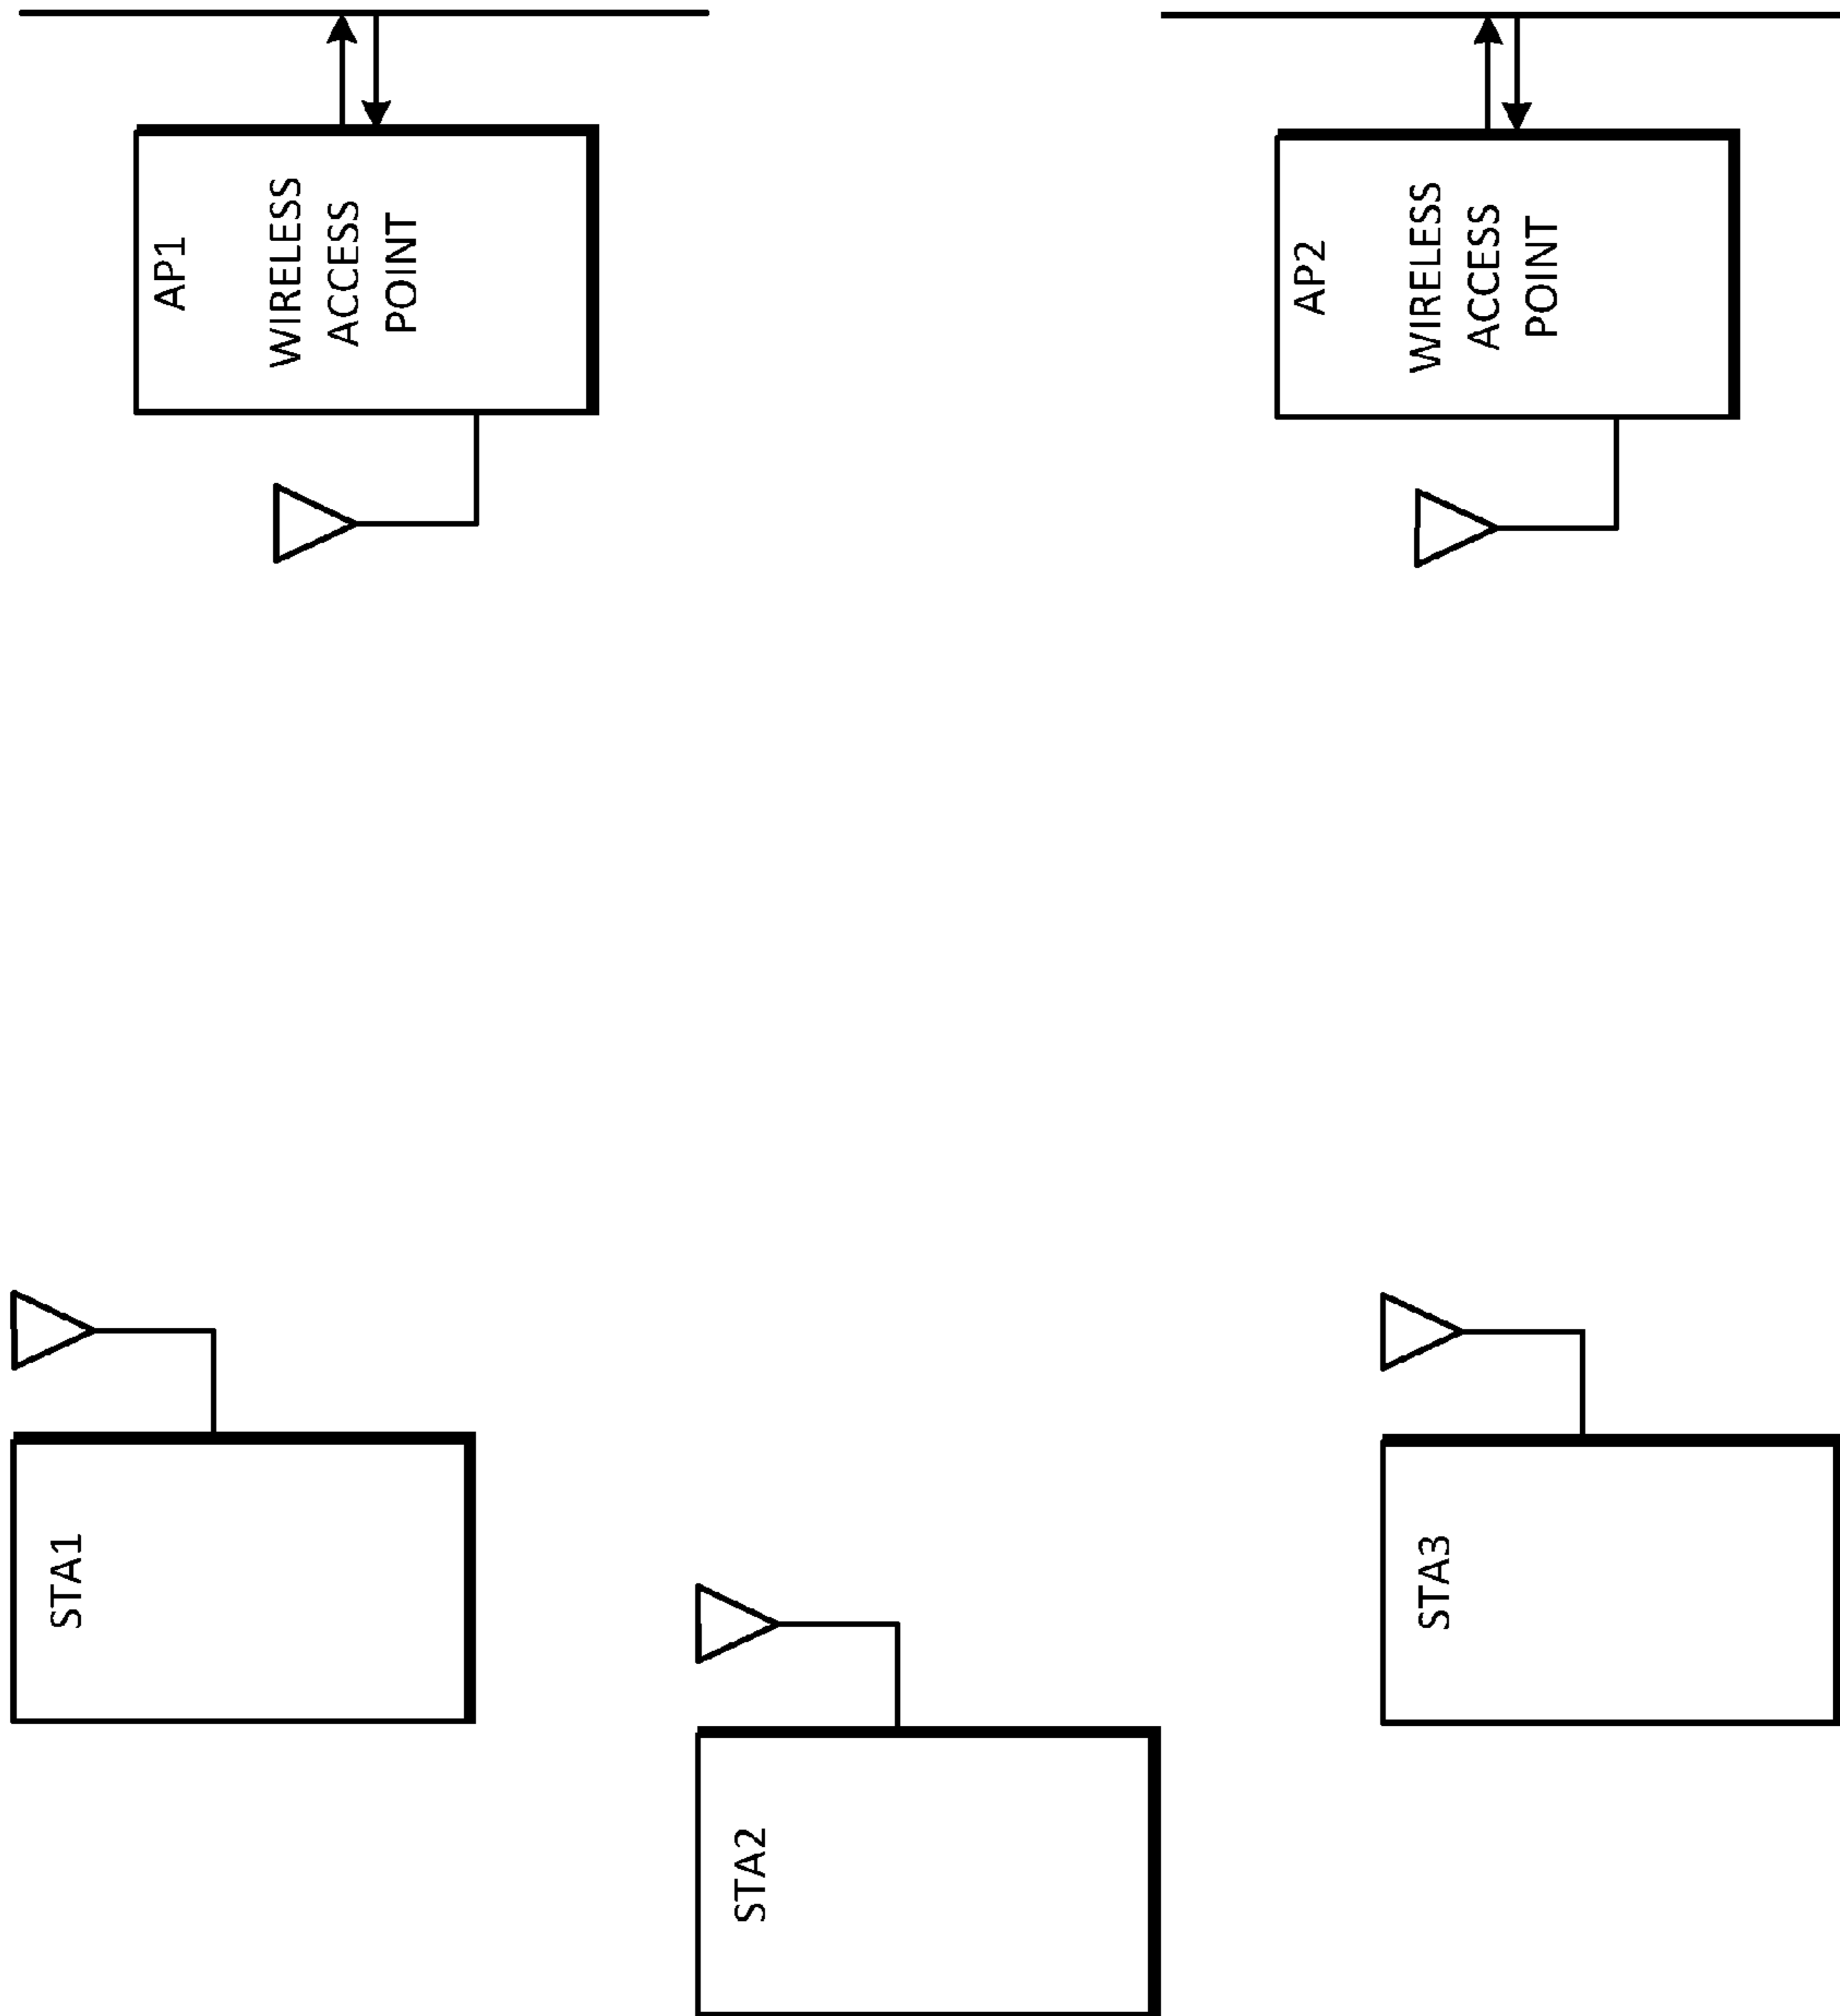 AP1
WIRELESS
ACCESS
POINT
AP2
WIRELESS
ACCESS
POINT
STA1
STA2
STA3